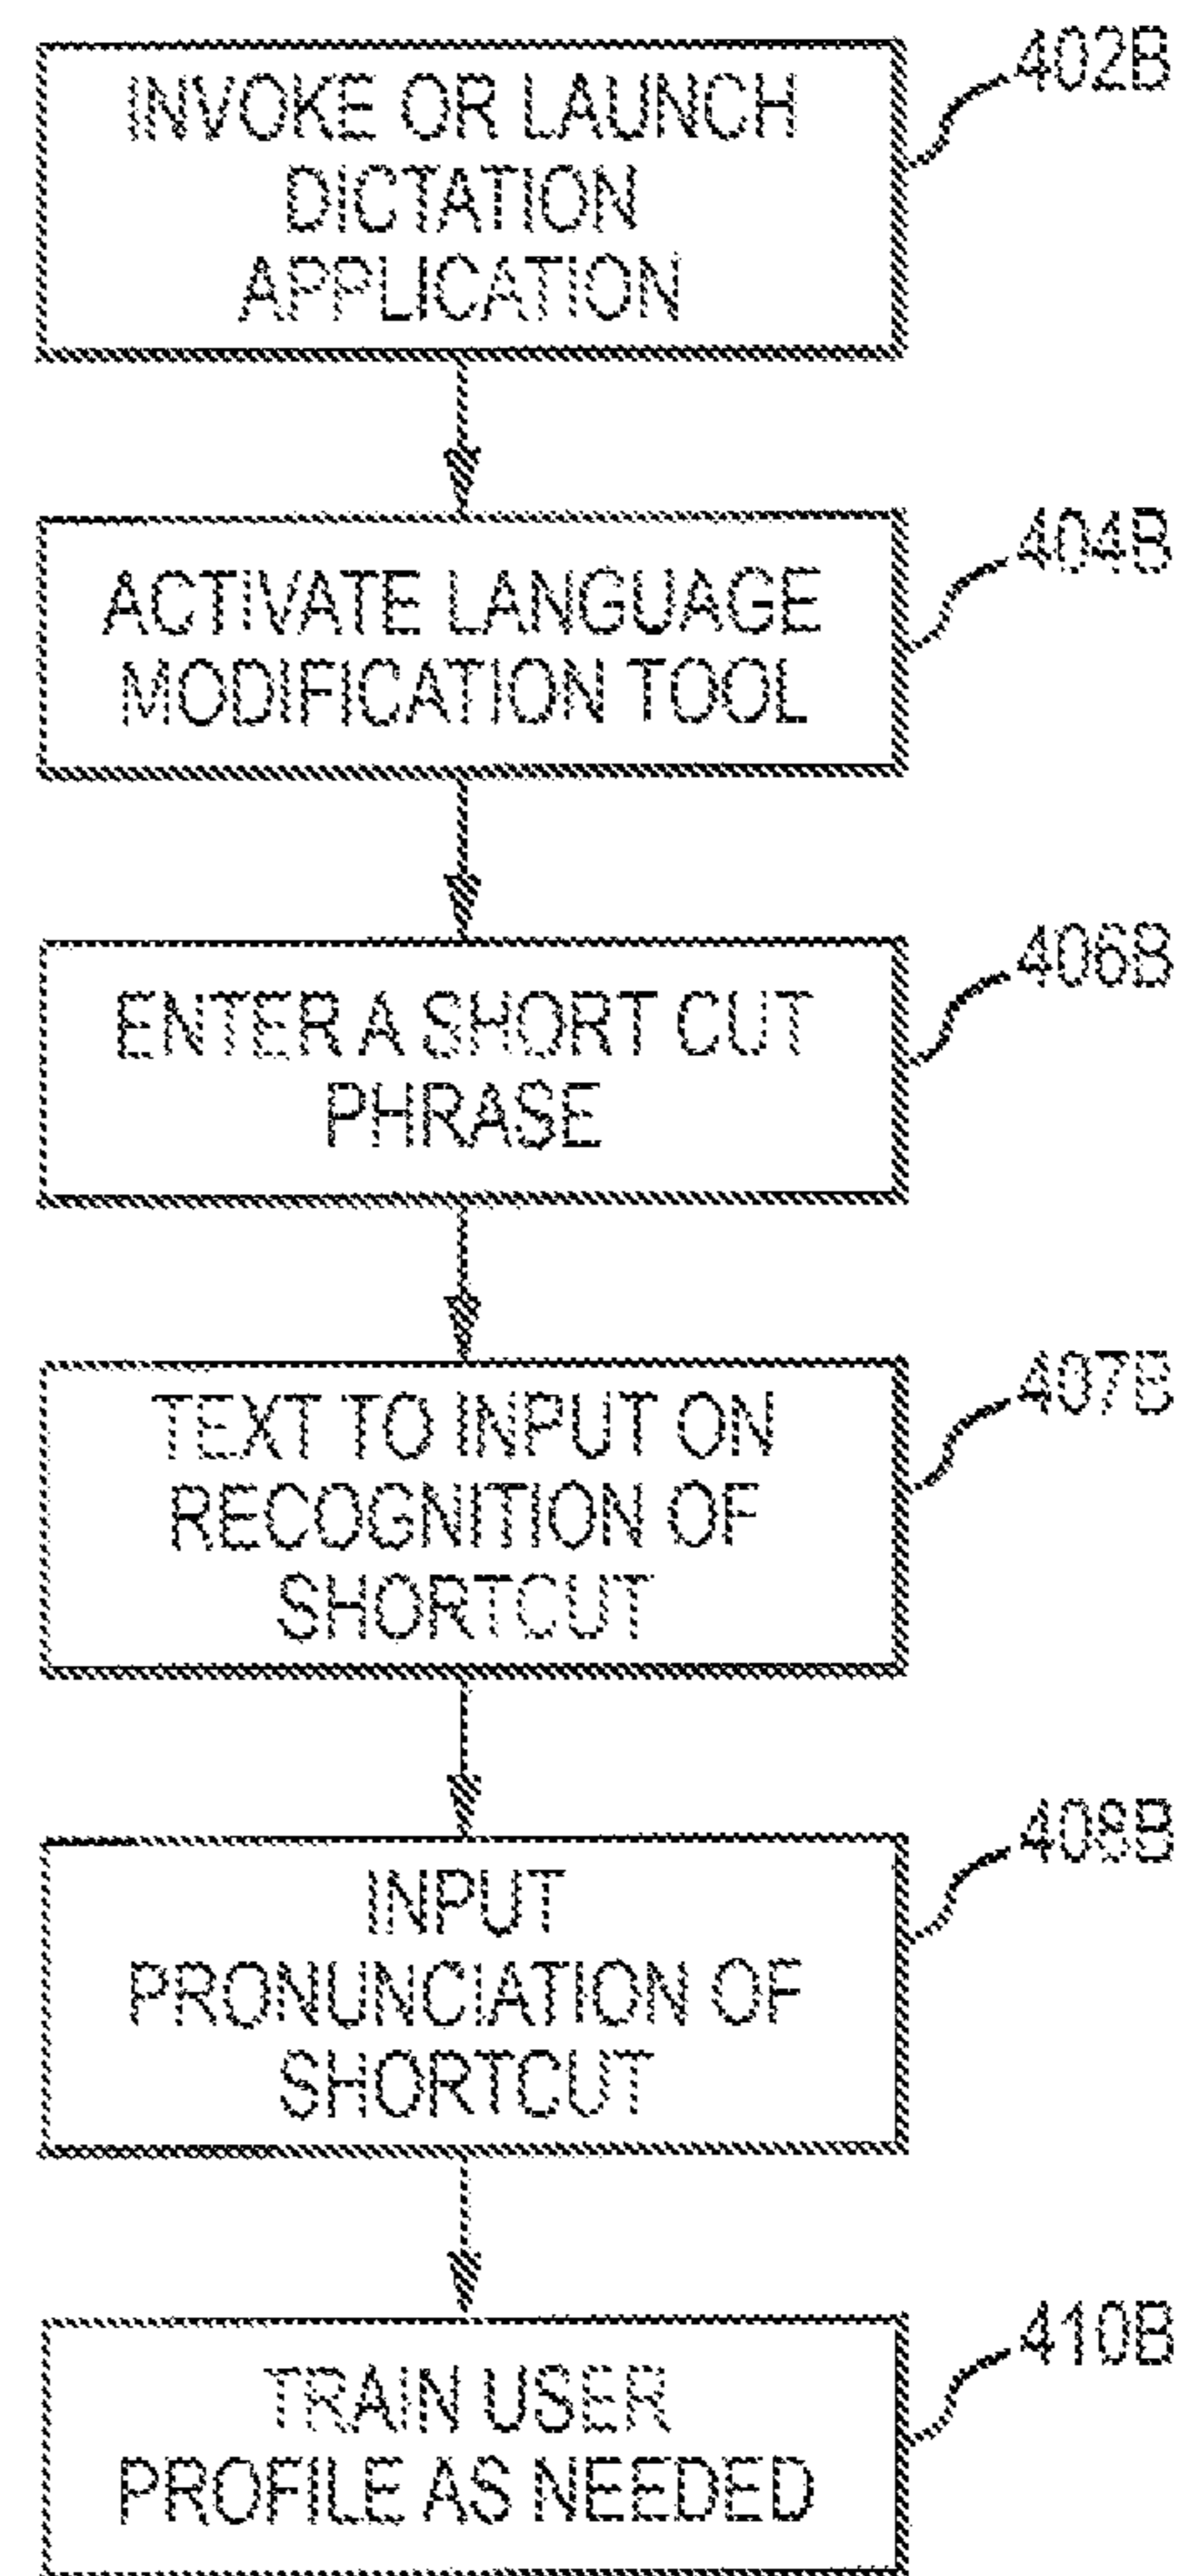 INVOKE OR LAUNCH
DICTATION
APPLICATION
402B
ACTIVATE LANGUAGE
MODIFICATION TOOL
404B
ENTER A SHORT CUT
PHRASE
406B
TEXT TO INPUT ON
RECOGNITION OF
SHORTCUT
407B
INPUT
PRONUNCIATION OF
SHORTCUT
408B
TRAIN USER
PROFILE AS NEEDED
410B